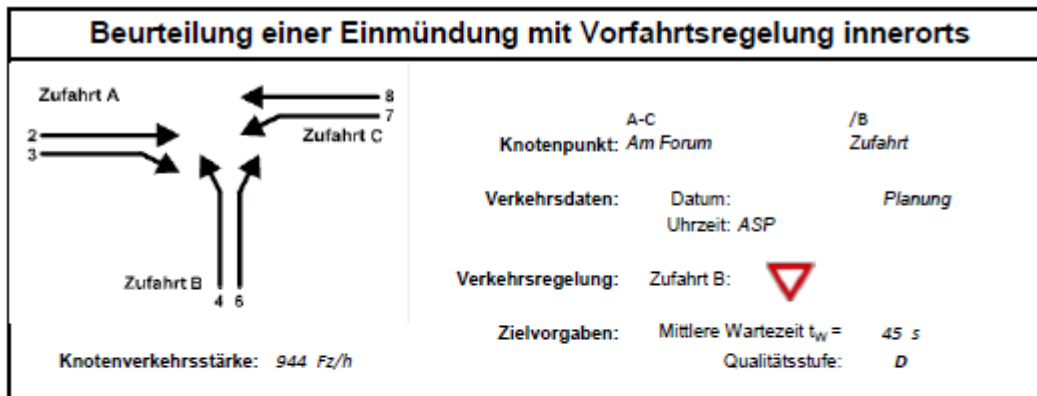 Beurteilung einer Einmündung mit Vorfahrtsregelung innerorts
Zufahrt A
8
7
2
Zufahrt C
3
Zufahrt B
4 6
Knotenverkehrsstärke: 944 Fz/h
A-C /B
Knotenpunkt: Am Forum Zufahrt
Verkehrsdaten: Datum: Planung
Uhrzeit: ASP
Verkehrsregelung: Zufahrt B:
Zielvorgaben: Mittlere Wartezeit tw = 45 s
Qualitätsstufe: D